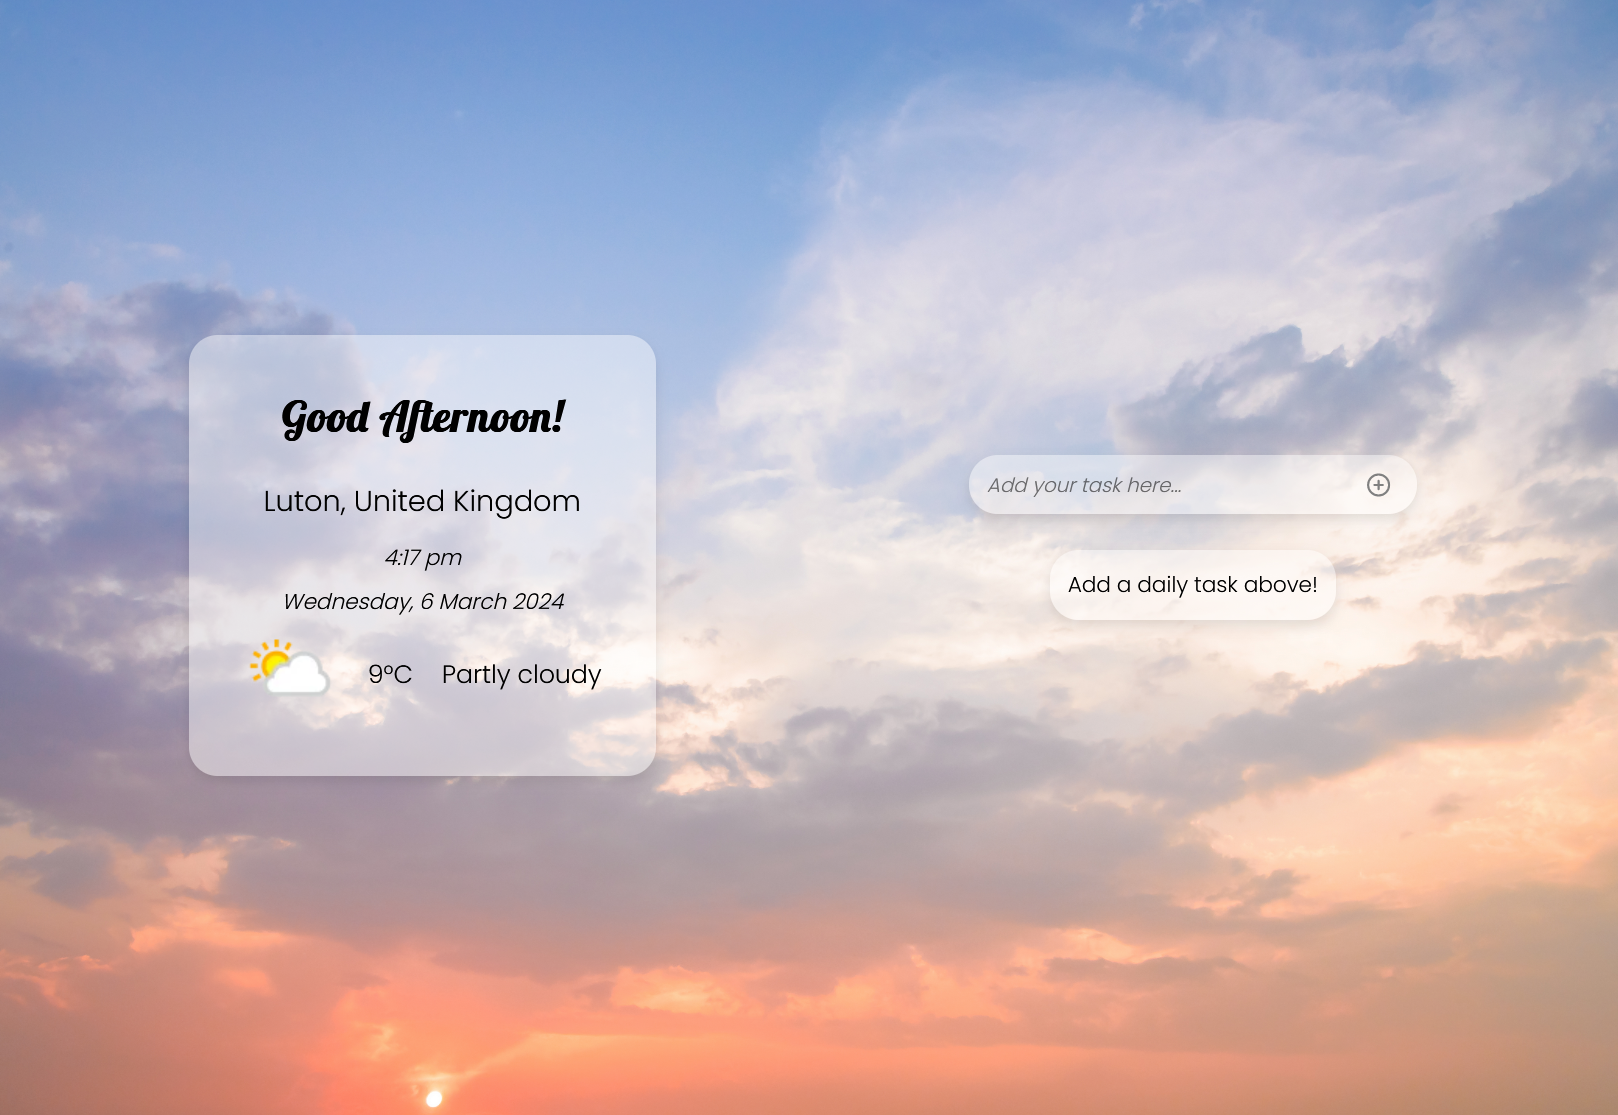 Good Afternoon!
Luton, United Kingdom
4:17 pm
Wednesday, 6 March 2024
9°C Partly cloudy
Add your task here...
Add a daily task above!